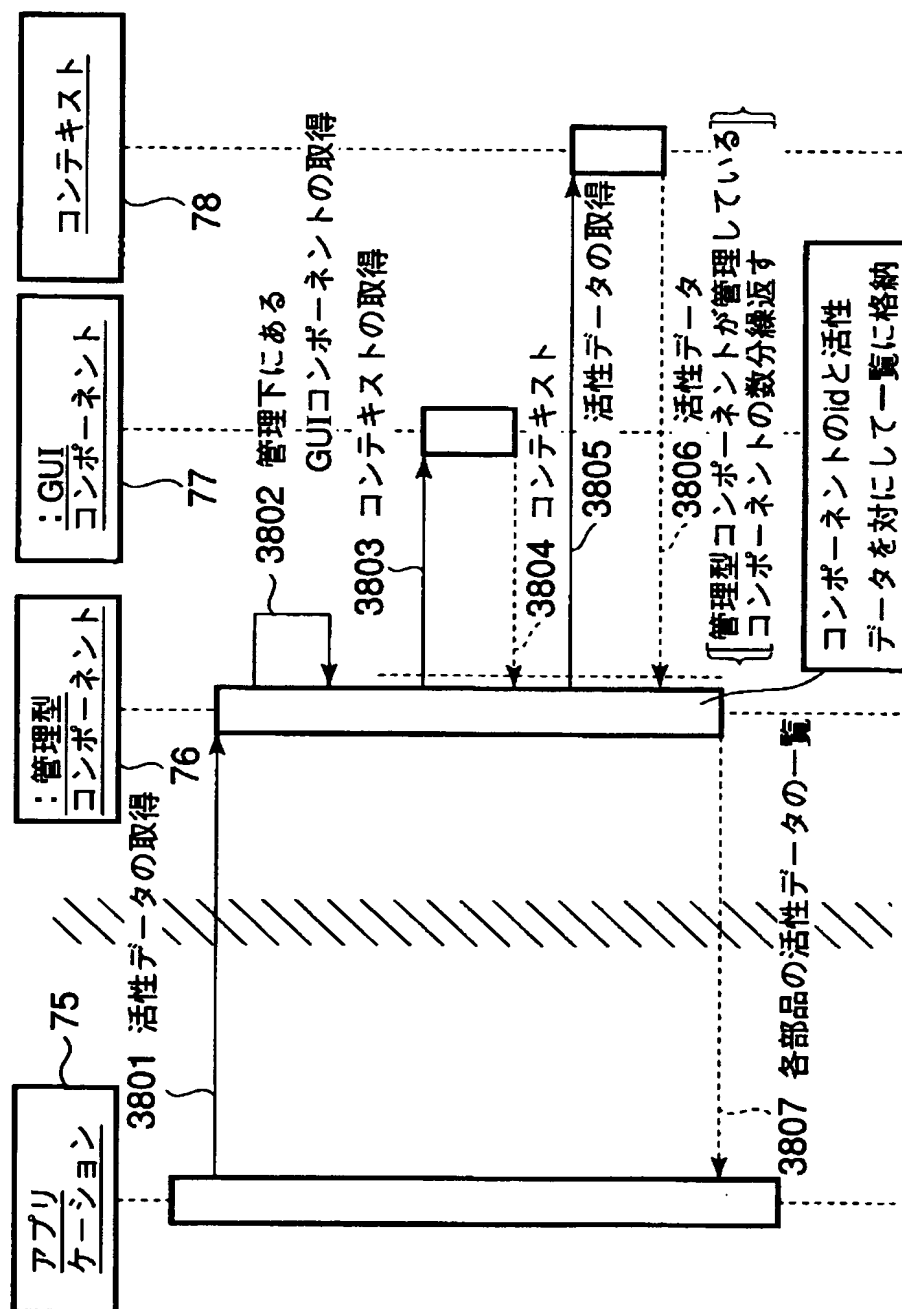 アプリ
ケーション
75
：管理型
コンポーネント
76
：GUI
コンポーネント
77
コンテキスト
78
3801 活性データの取得
3802 管理下にある
GUIコンポーネントの取得
3803 コンテキストの取得
3804 コンテキスト
3805 活性データの取得
3806 活性データ
管理型コンポーネントが管理している
コンポーネントの数分繰返す
コンポーネントのidと活性
データを対にして一覧に格納
3807 各部品の活性データの一覧